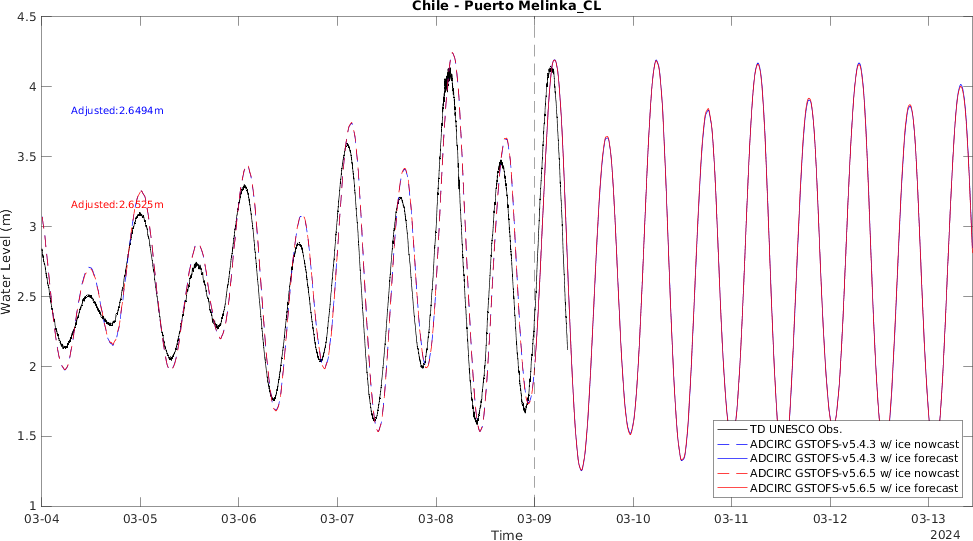 Chile - Puerto Melinka_CL
4.5
4
3.5
3
2.5
2
1.5
1
Water Level (m)
Adjusted:2.6494m
Adjusted:2.6525m
TD UNESCO Obs.
ADCIRC GSTOFS-v5.4.3 w/ ice nowcast
ADCIRC GSTOFS-v5.4.3 w/ ice forecast
ADCIRC GSTOFS-v5.6.5 w/ ice nowcast
ADCIRC GSTOFS-v5.6.5 w/ ice forecast
03-04 03-05 03-06 03-07 03-08 03-09 03-10 03-11 03-12 03-13
Time
2024